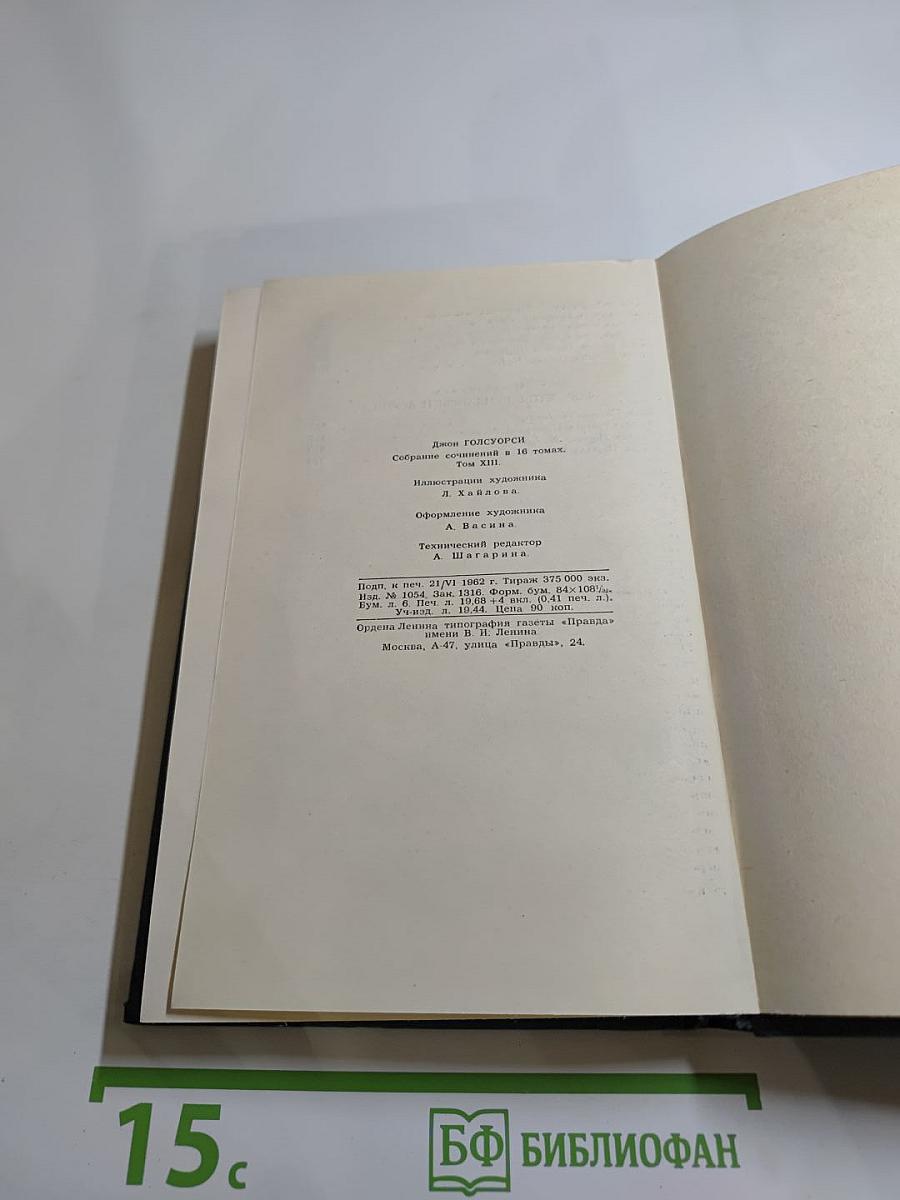 Джон ГОЛСУОРСИ
Собрание сочинений в 16 томах.
Том XIII.
Иллюстрации художника
Л. Хайлова.
Оформление художника
А. Васина.
Технический редактор
А. Шагарина.
Подп. к печ. 21/VI 1962 г. Тираж 375 000 экз.
Изд. № 1054. Зак. 1316. Форм. бум. 84×108¹/₃₂.
Бум. л. 6. Печ. л. 19,68 + 4 вкл. (0,41 печ. л.).
Уч-изд. л. 19,44. Цена 90 коп.
Ордена Ленина типография газеты «Правда»
имени В. И. Ленина
Москва, А-47, улица «Правды», 24.
15 с
БФ БИБЛИОФАН